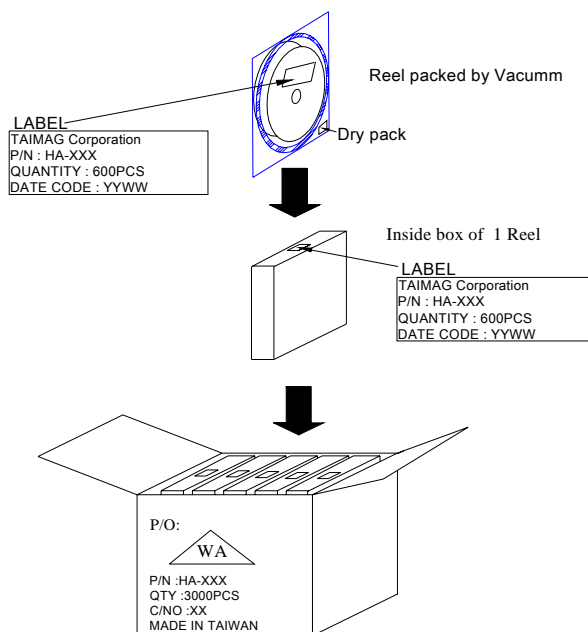 Reel packed by Vacumm
Dry pack
LABEL
TAIMAG Corporation
P/N : HA-XXX
QUANTITY : 600PCS
DATE CODE : YYWW
Inside box of 1 Reel
LABEL
TAIMAG Corporation
P/N : HA-XXX
QUANTITY : 600PCS
DATE CODE : YYWW
P/O:
WA
P/N :HA-XXX
QTY :3000PCS
C/NO :XX
MADE IN TAIWAN